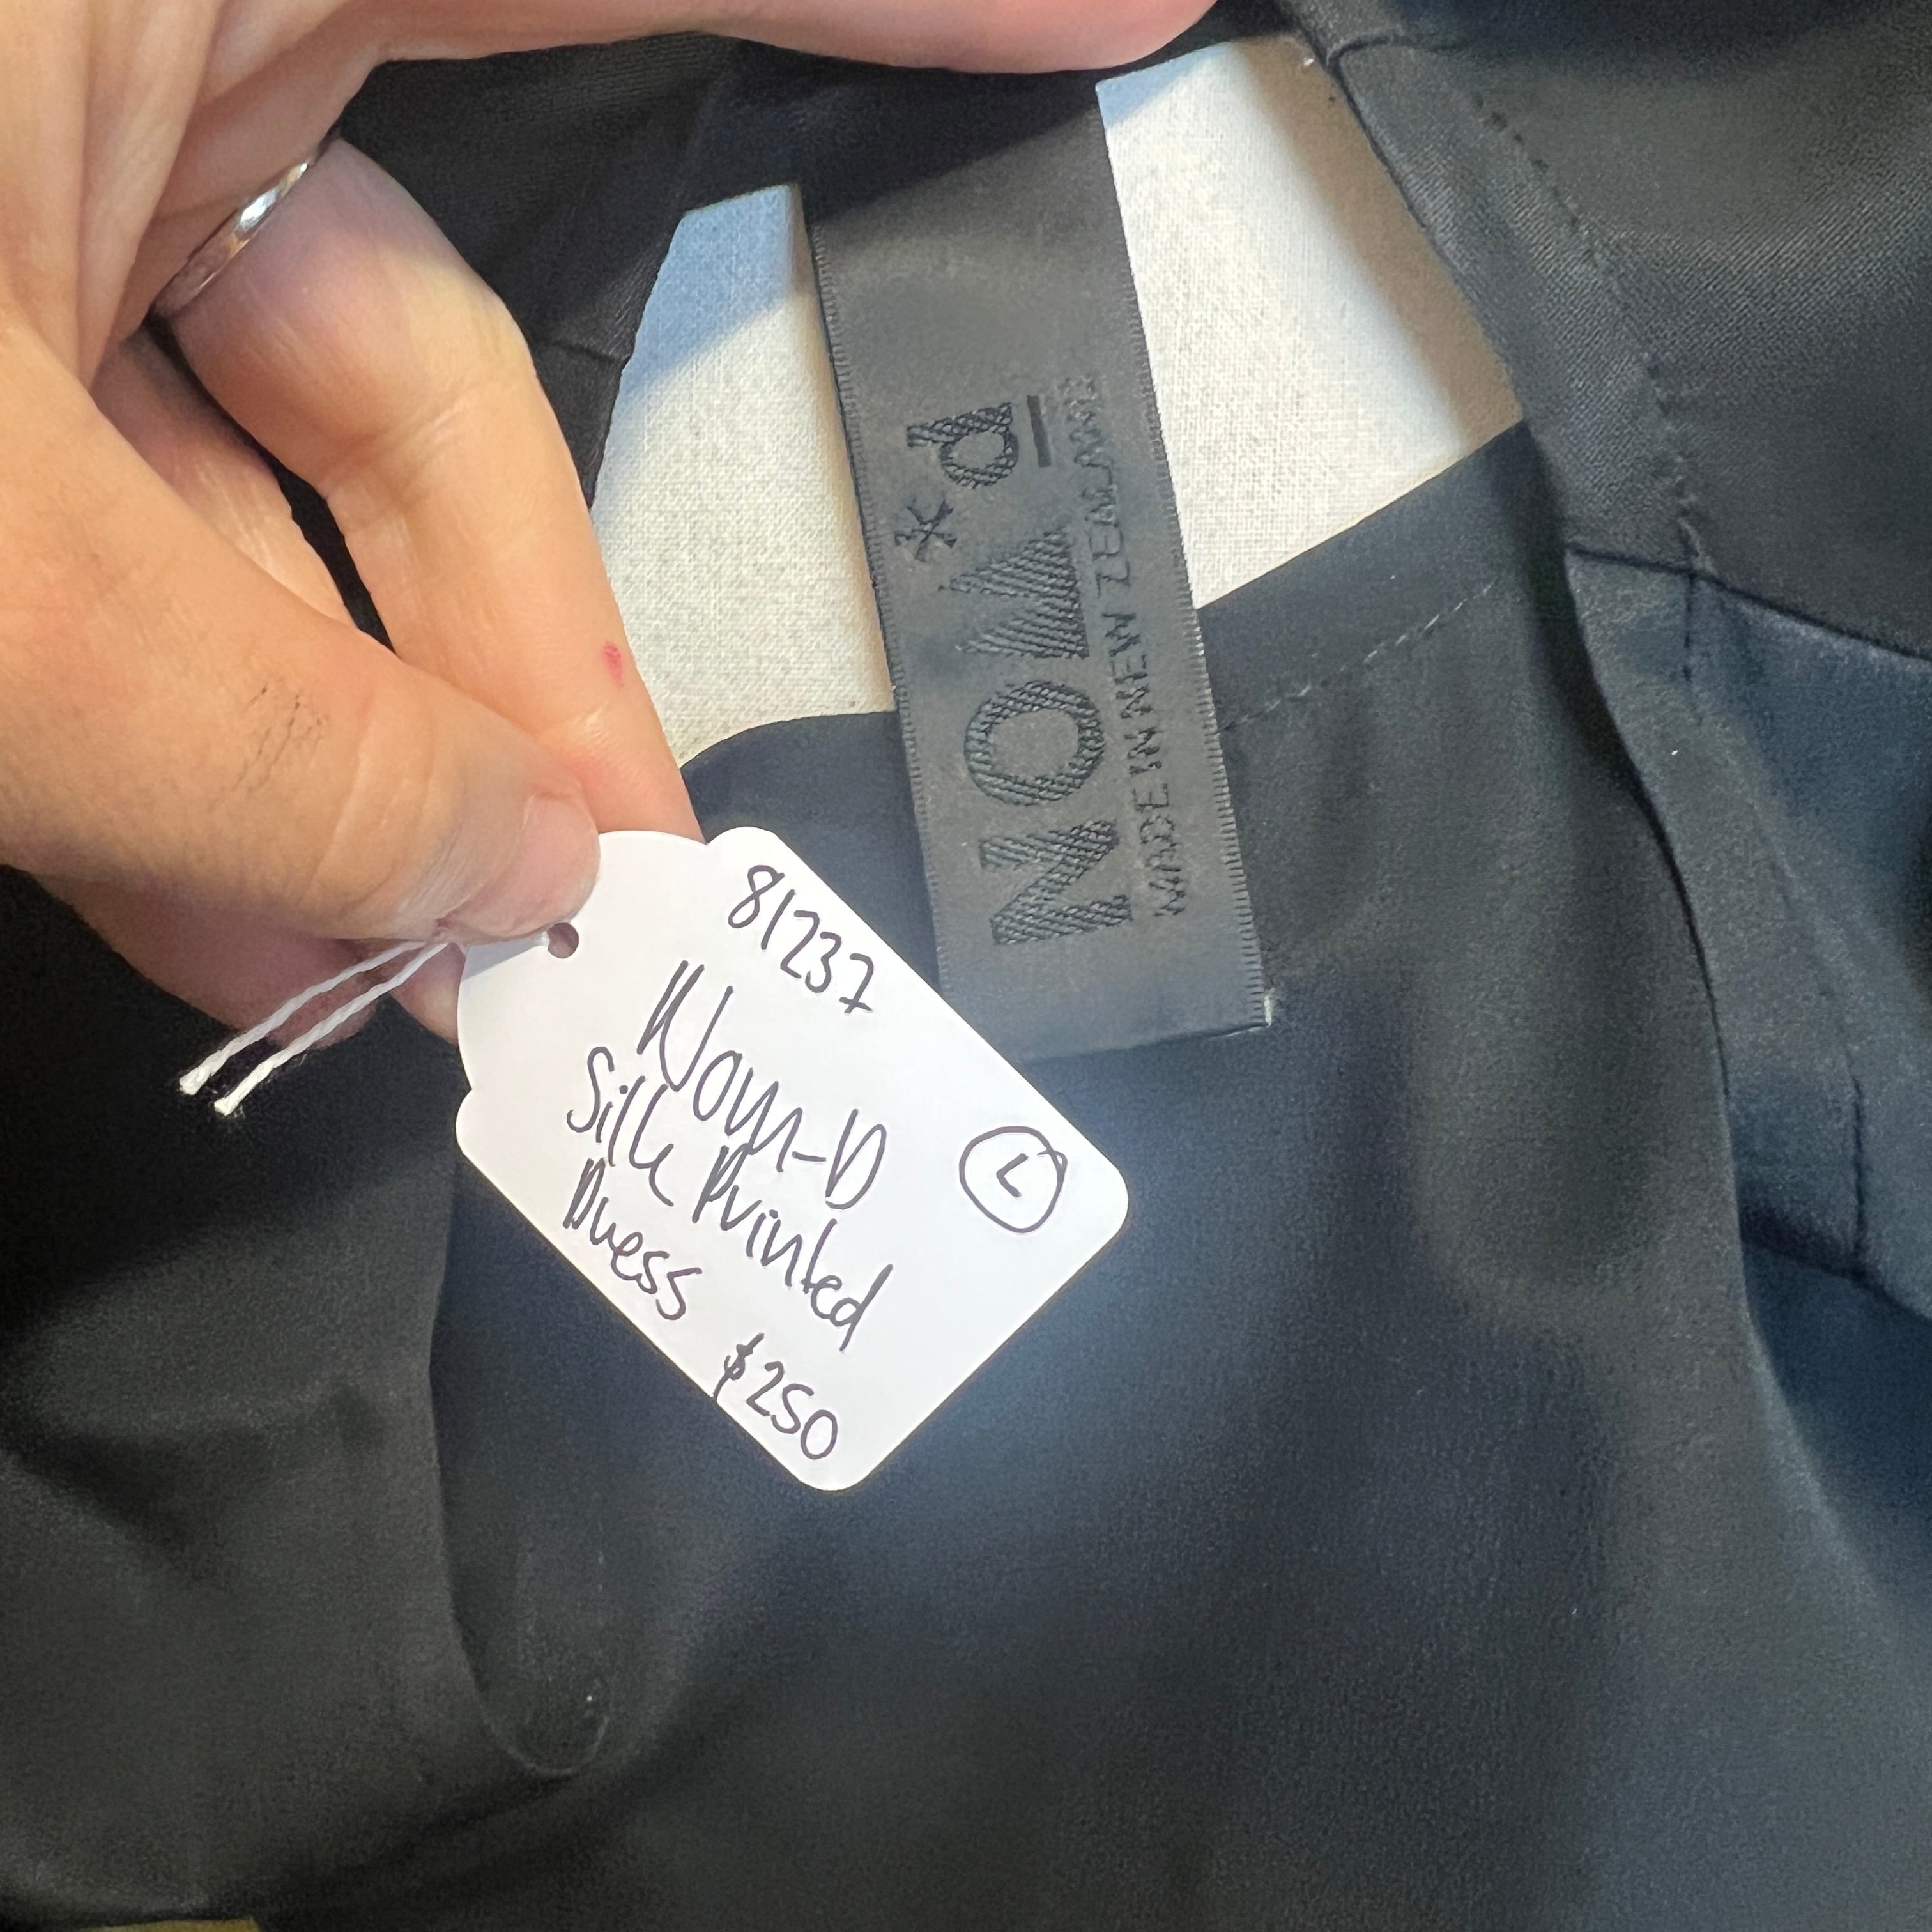 NOM*d
MADE IN NEW ZEALAND
81237
Nom-D
Silk Printed
Dress
L
$250